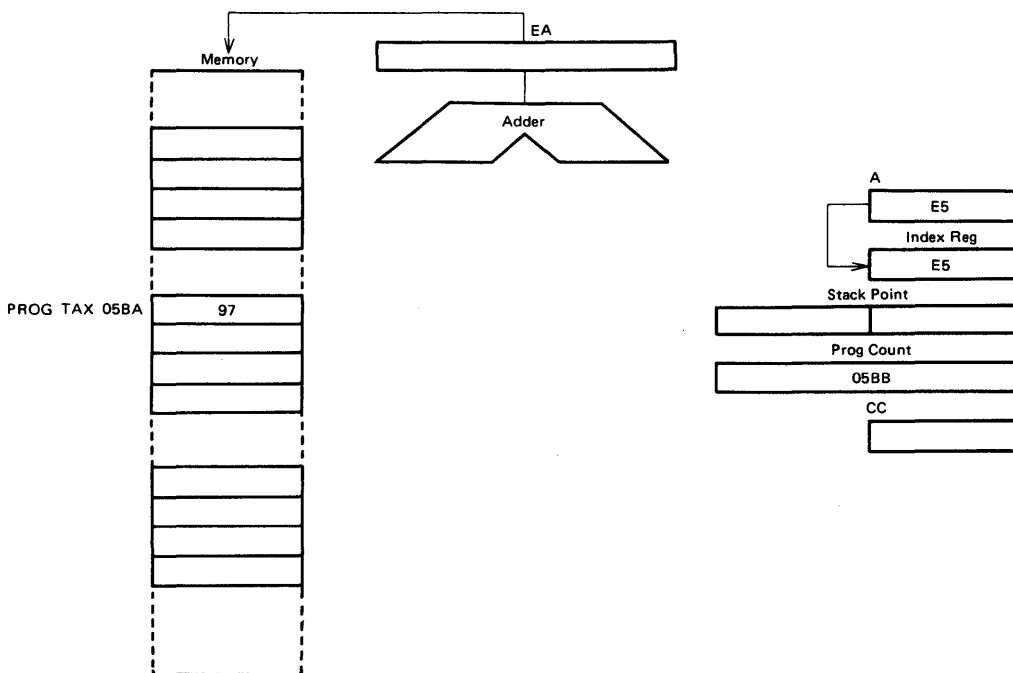 EA
Memory
Adder
A
E5
Index Reg
E5
Stack Point
PROG TAX 05BA 97
Prog Count
05BB
CC